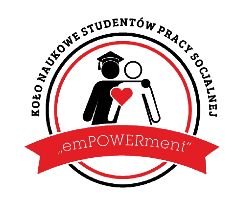 KOŁO NAUKOWE STUDENTÓW PRACY SOCJALNEJ
„emPOWERment”